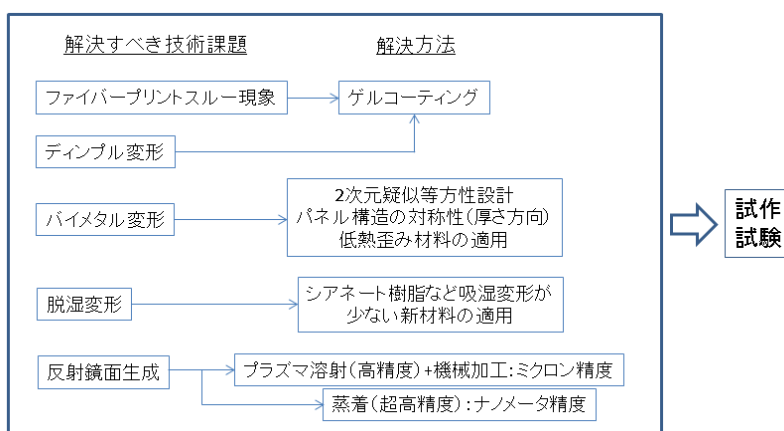 解決すべき技術課題
解決方法
ファイバープリントスルー現象
ゲルコーティング
ディンプル変形
バイメタル変形
2次元疑似等方性設計
パネル構造の対称性(厚さ方向)
低熱歪み材料の適用
脱湿変形
シアネート樹脂など吸湿変形が
少ない新材料の適用
反射鏡面生成
プラズマ溶射(高精度)+機械加工:ミクロン精度
蒸着(超高精度):ナノメータ精度
試作
試験